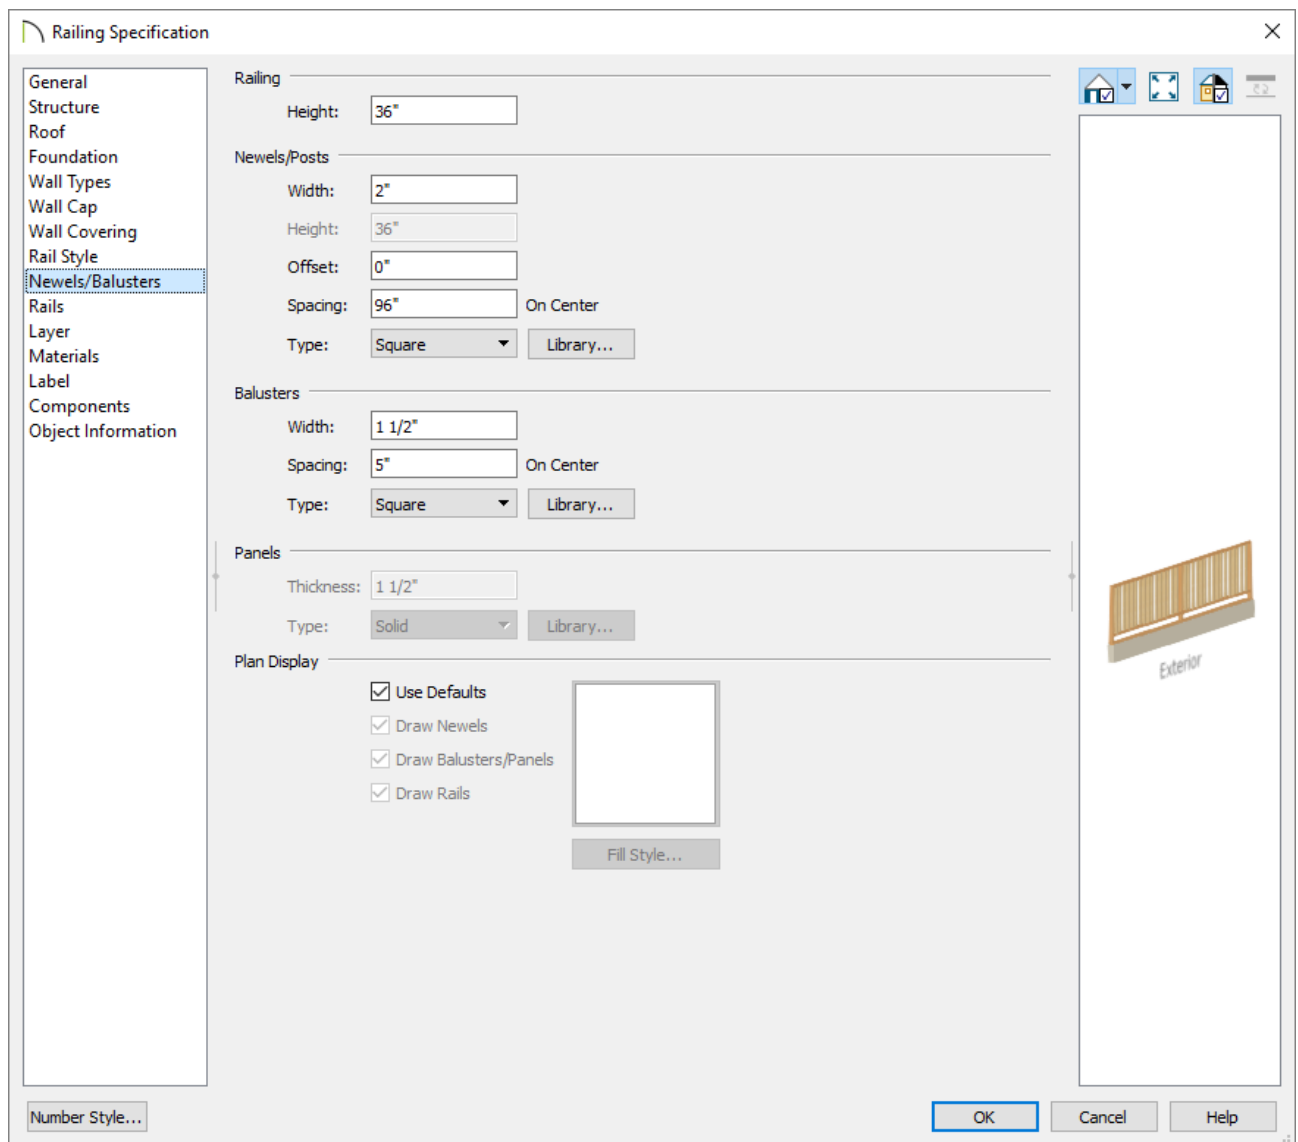 Railing Specification
General
Structure
Roof
Foundation
Wall Types
Wall Cap
Wall Covering
Rail Style
Newels/Balusters
Rails
Layer
Materials
Label
Components
Object Information
Railing
Height: 36"
Newels/Posts
Width: 2"
Height: 36"
Offset: 0"
Spacing: 96" On Center
Type: Square Library...
Balusters
Width: 1 1/2"
Spacing: 5" On Center
Type: Square Library...
Panels
Thickness: 1 1/2"
Type: Solid Library...
Plan Display
Use Defaults
Draw Newels
Draw Balusters/Panels
Draw Rails
Fill Style...
Exterior
Number Style...
OK Cancel Help